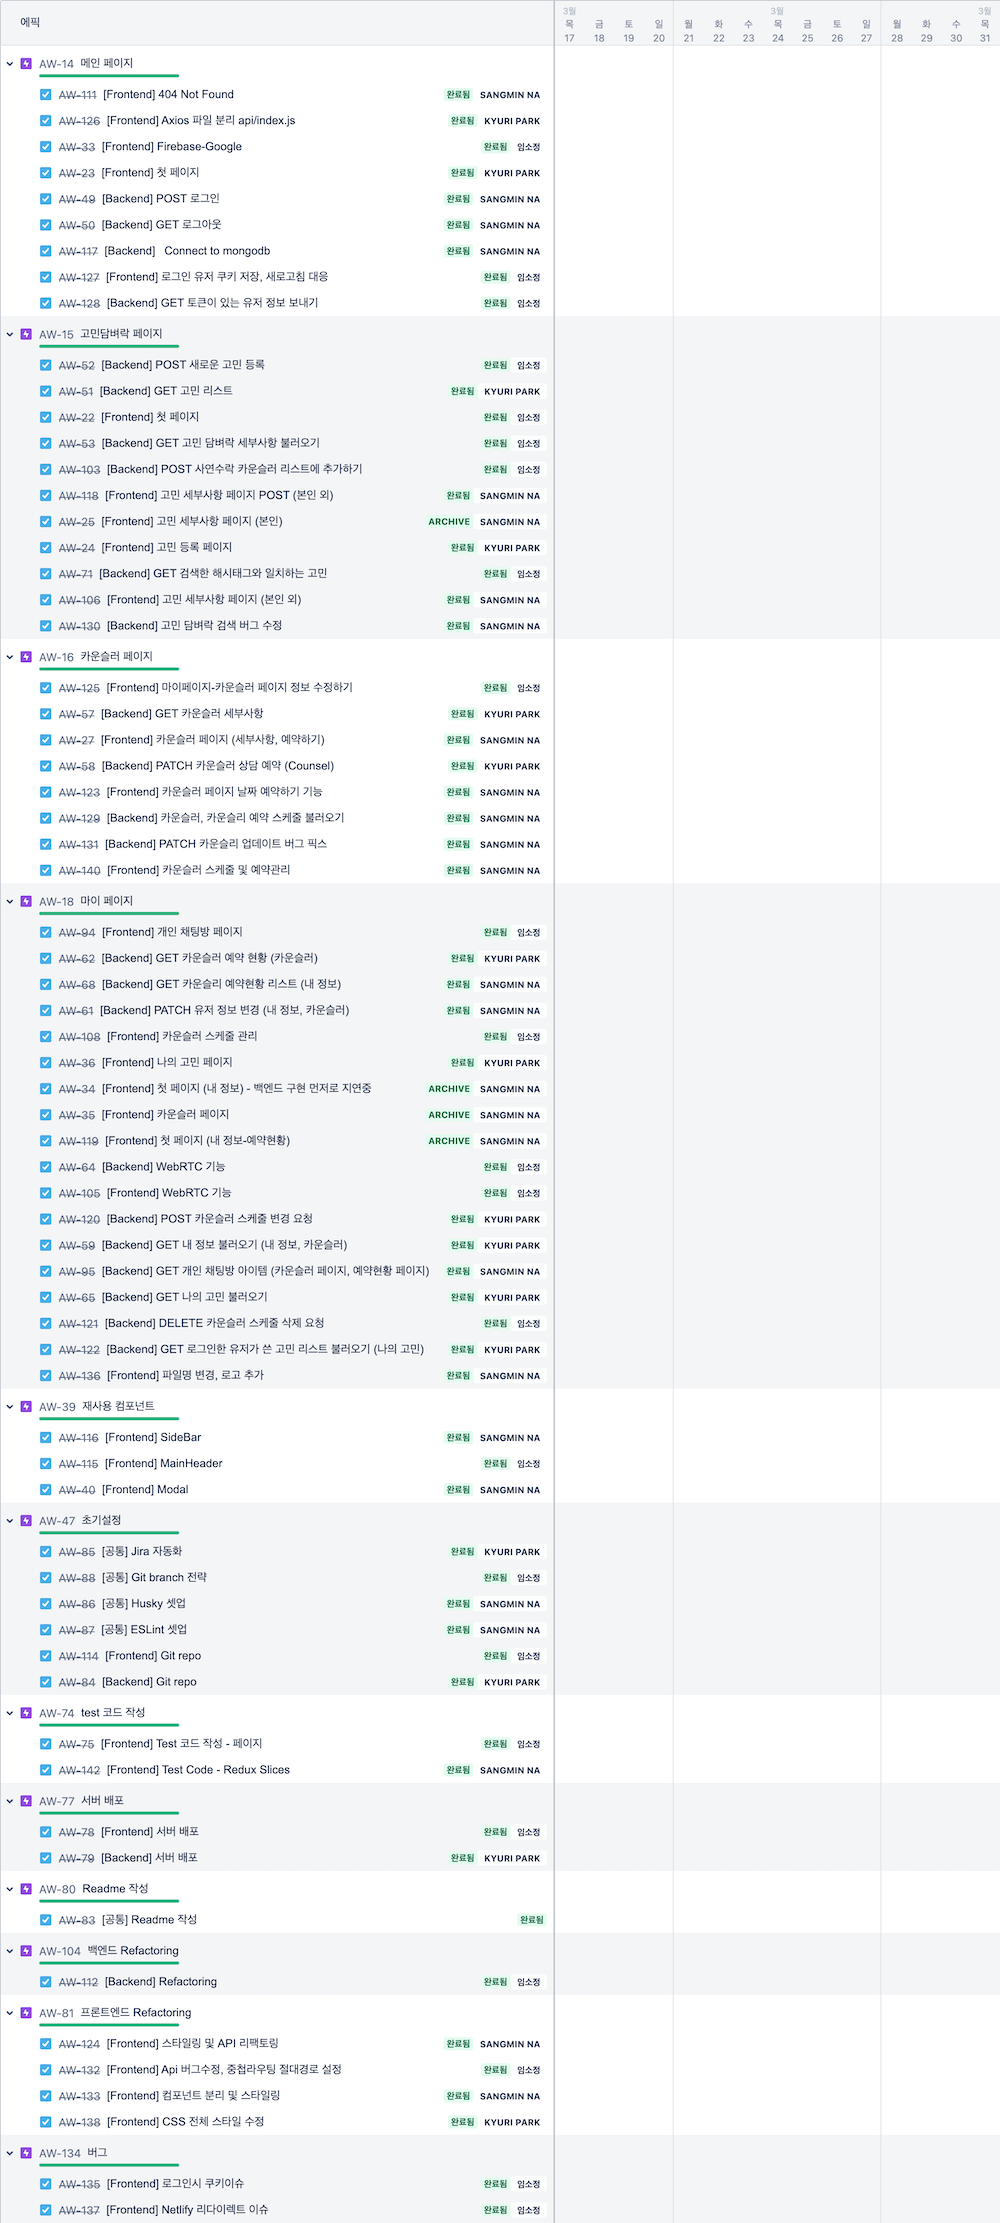 에픽
3월 3월 3월
목 금 토 일 월 화 수 목 금 토 일 월 화 수 목
17 18 19 20 21 22 23 24 25 26 27 28 29 30 31
AW-14 메인 페이지
AW-111 [Frontend] 404 Not Found 완료됨 SANGMIN NA
AW-126 [Frontend] Axios 파일 분리 api/index.js 완료됨 KYURI PARK
AW-33 [Frontend] Firebase-Google 완료됨 임소정
AW-23 [Frontend] 첫 페이지 완료됨 KYURI PARK
AW-49 [Backend] POST 로그인 완료됨 SANGMIN NA
AW-50 [Backend] GET 로그아웃 완료됨 SANGMIN NA
AW-117 [Backend] Connect to mongodb 완료됨 SANGMIN NA
AW-127 [Frontend] 로그인 유저 쿠키 저장, 새로고침 대응 완료됨 임소정
AW-128 [Backend] GET 토큰이 있는 유저 정보 보내기 완료됨 임소정
AW-15 고민담벼락 페이지
AW-52 [Backend] POST 새로운 고민 등록 완료됨 임소정
AW-51 [Backend] GET 고민 리스트 완료됨 KYURI PARK
AW-22 [Frontend] 첫 페이지 완료됨 임소정
AW-53 [Backend] GET 고민 담벼락 세부사항 불러오기 완료됨 임소정
AW-103 [Backend] POST 사연수락 카운슬러 리스트에 추가하기 완료됨 임소정
AW-118 [Frontend] 고민 세부사항 페이지 POST (본인 외) 완료됨 SANGMIN NA
AW-25 [Frontend] 고민 세부사항 페이지 (본인) ARCHIVE SANGMIN NA
AW-24 [Frontend] 고민 등록 페이지 완료됨 KYURI PARK
AW-71 [Backend] GET 검색한 해시태그와 일치하는 고민 완료됨 임소정
AW-106 [Frontend] 고민 세부사항 페이지 (본인 외) 완료됨 SANGMIN NA
AW-130 [Backend] 고민 담벼락 검색 버그 수정 완료됨 SANGMIN NA
AW-16 카운슬러 페이지
AW-125 [Frontend] 마이페이지-카운슬러 페이지 정보 수정하기 완료됨 임소정
AW-57 [Backend] GET 카운슬러 세부사항 완료됨 KYURI PARK
AW-27 [Frontend] 카운슬러 페이지 (세부사항, 예약하기) 완료됨 SANGMIN NA
AW-58 [Backend] PATCH 카운슬러 상담 예약 (Counsel) 완료됨 KYURI PARK
AW-123 [Frontend] 카운슬러 페이지 날짜 예약하기 기능 완료됨 SANGMIN NA
AW-129 [Backend] 카운슬러, 카운슬리 예약 스케줄 불러오기 완료됨 SANGMIN NA
AW-131 [Backend] PATCH 카운슬리 업데이트 버그 픽스 완료됨 SANGMIN NA
AW-140 [Frontend] 카운슬러 스케줄 및 예약관리 완료됨 SANGMIN NA
AW-18 마이 페이지
AW-94 [Frontend] 개인 채팅방 페이지 완료됨 임소정
AW-62 [Backend] GET 카운슬러 예약 현황 (카운슬러) 완료됨 KYURI PARK
AW-68 [Backend] GET 카운슬리 예약현황 리스트 (내 정보) 완료됨 SANGMIN NA
AW-61 [Backend] PATCH 유저 정보 변경 (내 정보, 카운슬러) 완료됨 SANGMIN NA
AW-108 [Frontend] 카운슬러 스케줄 관리 완료됨 임소정
AW-36 [Frontend] 나의 고민 페이지 완료됨 KYURI PARK
AW-34 [Frontend] 첫 페이지 (내 정보) - 백엔드 구현 먼저로 지연중 ARCHIVE SANGMIN NA
AW-35 [Frontend] 카운슬러 페이지 ARCHIVE SANGMIN NA
AW-119 [Frontend] 첫 페이지 (내 정보-예약현황) ARCHIVE SANGMIN NA
AW-64 [Backend] WebRTC 기능 완료됨 임소정
AW-105 [Frontend] WebRTC 기능 완료됨 임소정
AW-120 [Backend] POST 카운슬러 스케줄 변경 요청 완료됨 KYURI PARK
AW-59 [Backend] GET 내 정보 불러오기 (내 정보, 카운슬러) 완료됨 KYURI PARK
AW-95 [Backend] GET 개인 채팅방 아이템 (카운슬러 페이지, 예약현황 페이지) 완료됨 SANGMIN NA
AW-65 [Backend] GET 나의 고민 불러오기 완료됨 KYURI PARK
AW-121 [Backend] DELETE 카운슬러 스케줄 삭제 요청 완료됨 임소정
AW-122 [Backend] GET 로그인한 유저가 쓴 고민 리스트 불러오기 (나의 고민) 완료됨 KYURI PARK
AW-136 [Frontend] 파일명 변경, 로고 추가 완료됨 SANGMIN NA
AW-39 재사용 컴포넌트
AW-116 [Frontend] SideBar 완료됨 SANGMIN NA
AW-115 [Frontend] MainHeader 완료됨 임소정
AW-40 [Frontend] Modal 완료됨 SANGMIN NA
AW-47 초기설정
AW-85 [공통] Jira 자동화 완료됨 KYURI PARK
AW-88 [공통] Git branch 전략 완료됨 임소정
AW-86 [공통] Husky 셋업 완료됨 SANGMIN NA
AW-87 [공통] ESLint 셋업 완료됨 SANGMIN NA
AW-114 [Frontend] Git repo 완료됨 임소정
AW-84 [Backend] Git repo 완료됨 KYURI PARK
AW-74 test 코드 작성
AW-75 [Frontend] Test 코드 작성 - 페이지 완료됨 임소정
AW-142 [Frontend] Test Code - Redux Slices 완료됨 SANGMIN NA
AW-77 서버 배포
AW-78 [Frontend] 서버 배포 완료됨 임소정
AW-79 [Backend] 서버 배포 완료됨 KYURI PARK
AW-80 Readme 작성
AW-83 [공통] Readme 작성 완료됨
AW-104 백엔드 Refactoring
AW-112 [Backend] Refactoring 완료됨 임소정
AW-81 프론트엔드 Refactoring
AW-124 [Frontend] 스타일링 및 API 리팩토링 완료됨 SANGMIN NA
AW-132 [Frontend] Api 버그수정, 중첩라우팅 절대경로 설정 완료됨 임소정
AW-133 [Frontend] 컴포넌트 분리 및 스타일링 완료됨 SANGMIN NA
AW-138 [Frontend] CSS 전체 스타일 수정 완료됨 KYURI PARK
AW-134 버그
AW-135 [Frontend] 로그인시 쿠키이슈 완료됨 임소정
AW-137 [Frontend] Netlify 리다이렉트 이슈 완료됨 임소정